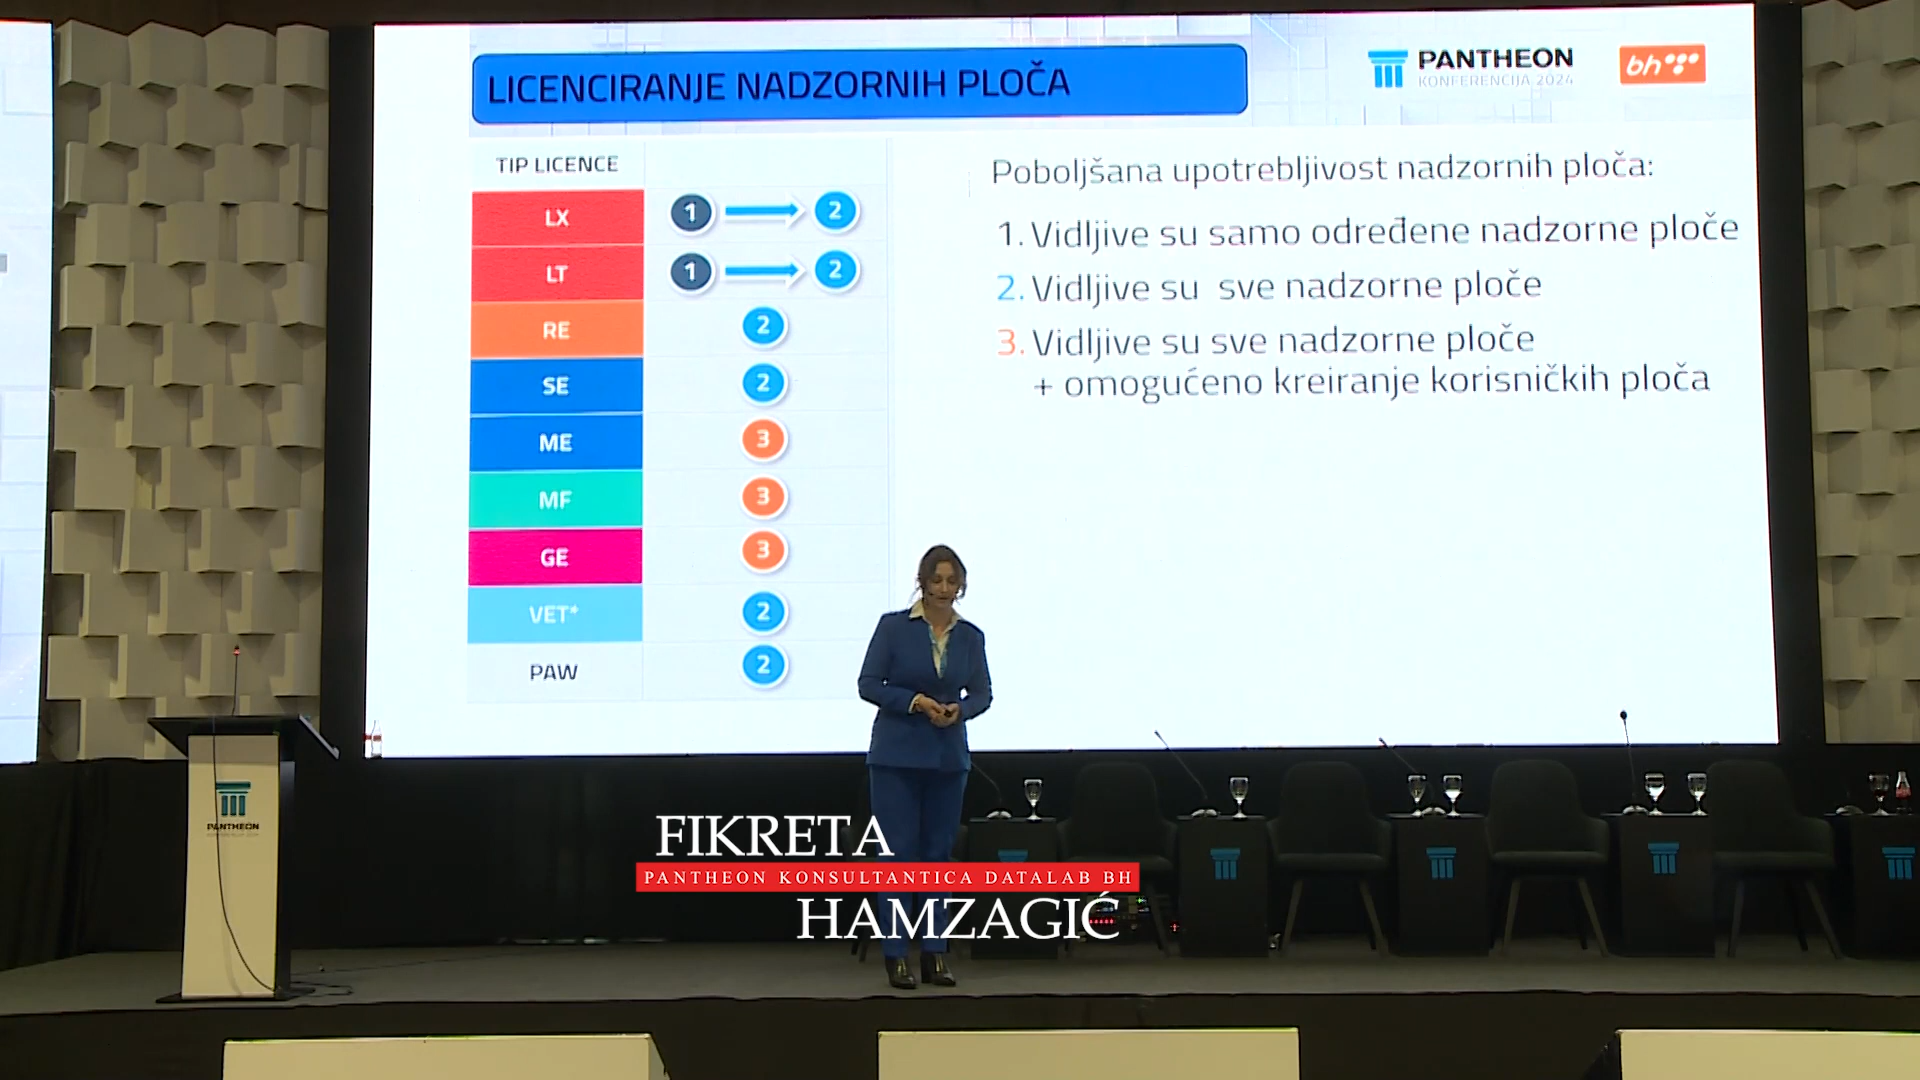 LICENCIRANJE NADZORNIH PLOČA
PANTHEON
KONFERENCIJA 2024
bh
TIP LICENCE
LX 1 2
LT 1 2
RE 2
SE 2
ME 3
MF 3
GE 3
VET* 2
PAW 2
Poboljšana upotrebljivost nadzornih ploča:
1. Vidljive su samo određene nadzorne ploče
2. Vidljive su sve nadzorne ploče
3. Vidljive su sve nadzorne ploče
+ omogućeno kreiranje korisničkih ploča
PANTHEON
FIKRETA
PANTHEON KONSULTANTICA DATALAB BH
HAMZAGIĆ